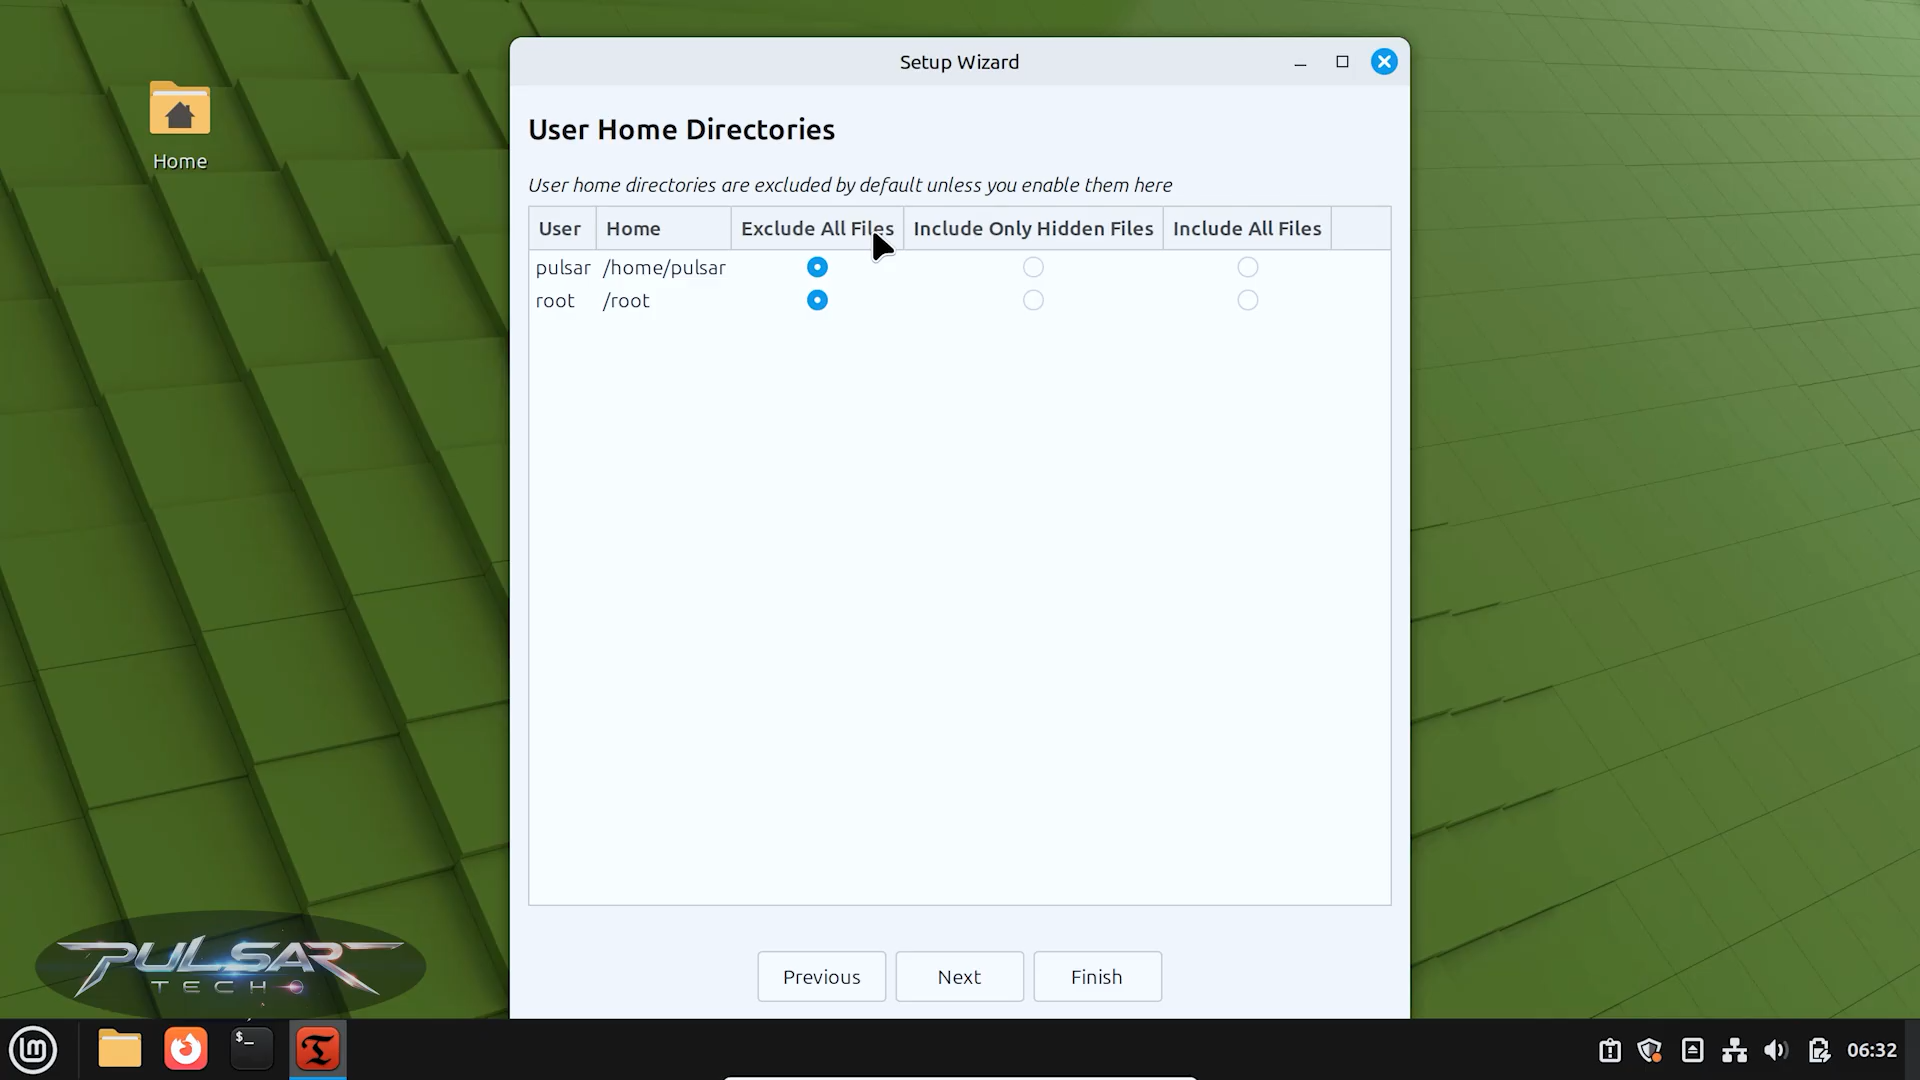 Setup Wizard
Home
User Home Directories
User home directories are excluded by default unless you enable them here
User Home Exclude All Files Include Only Hidden Files Include All Files
pulsar /home/pulsar
root /root
Previous Next Finish
PULSAR
TECH
$_
06:32